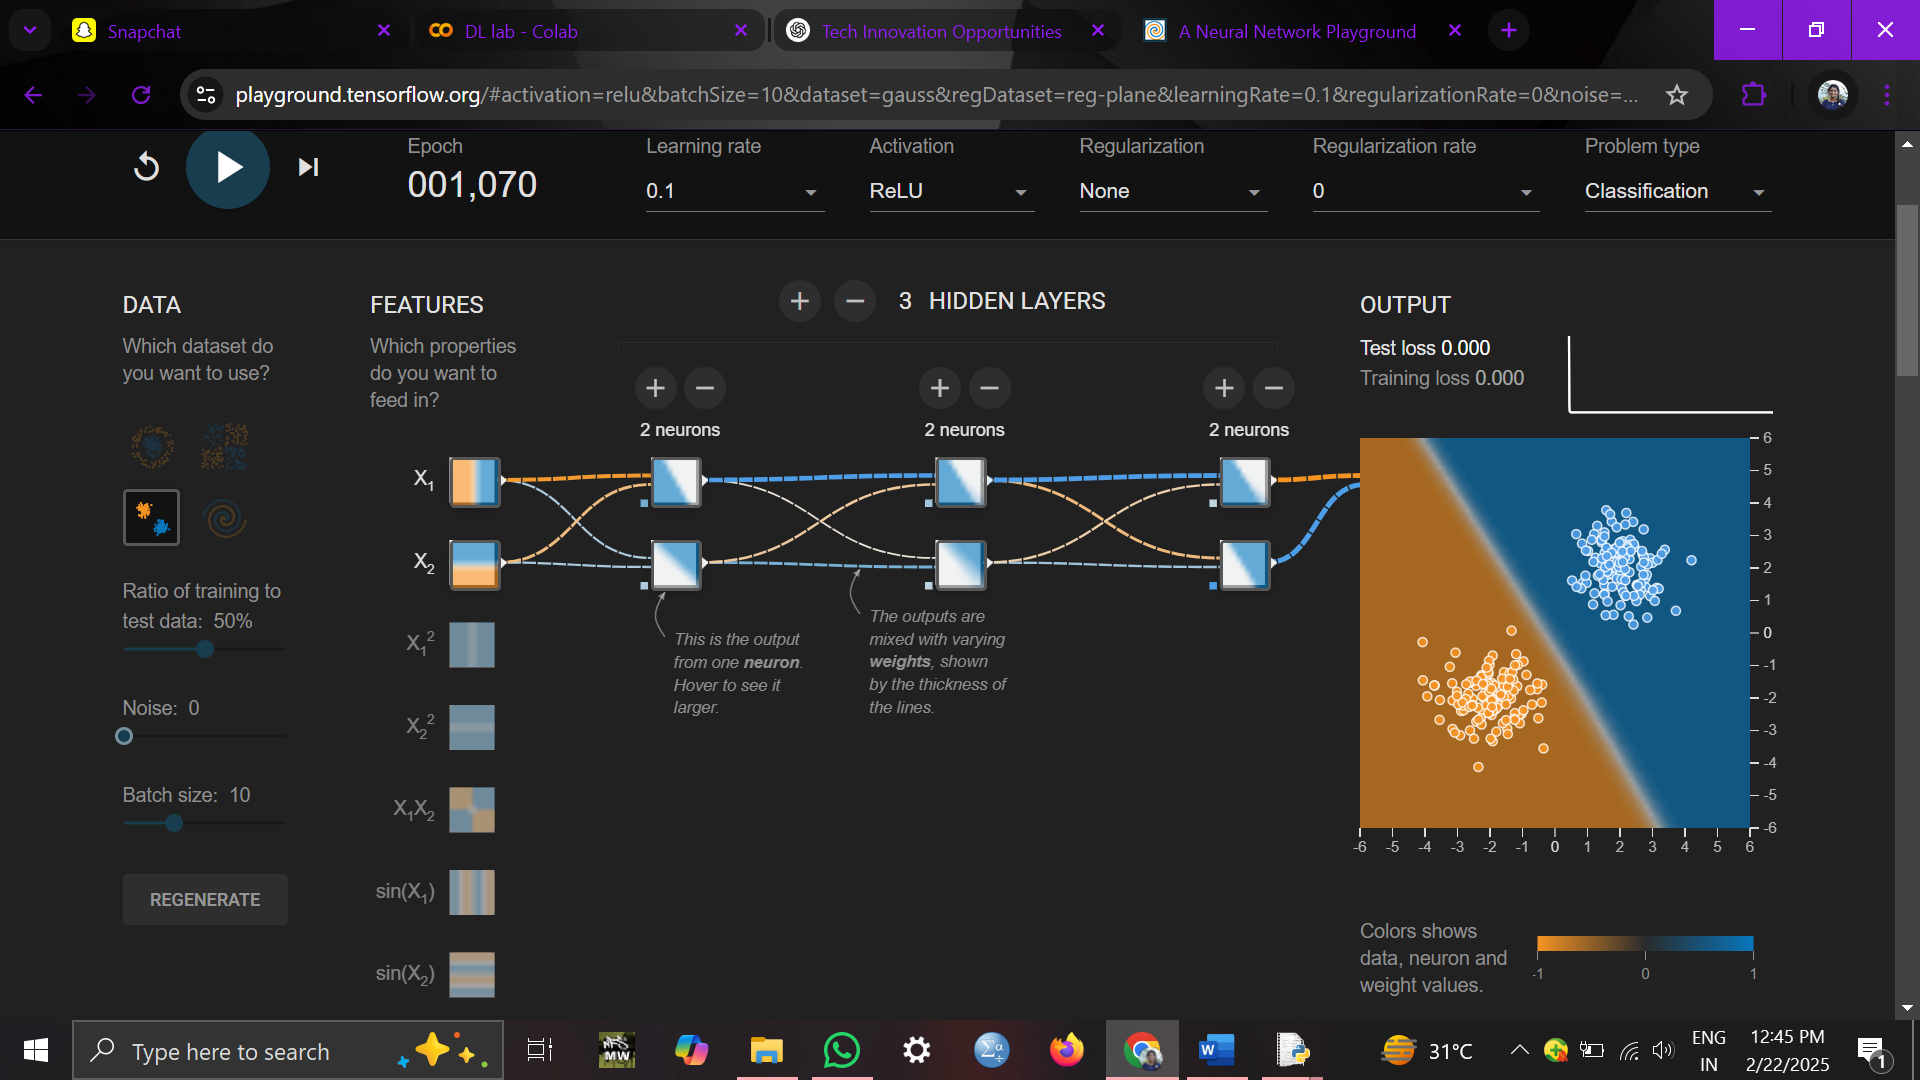 Snapchat
DL lab - Colab
Tech Innovation Opportunities
A Neural Network Playground
playground.tensorflow.org/#activation=relu&batchSize=10&dataset=gauss&regDataset=reg-plane&learningRate=0.1&regularizationRate=0&noise=...
Epoch
001,070
Learning rate
0.1
Activation
ReLU
Regularization
None
Regularization rate
0
Problem type
Classification
DATA
Which dataset do
you want to use?
Ratio of training to
test data: 50%
Noise: 0
Batch size: 10
REGENERATE
FEATURES
Which properties
do you want to
feed in?
X1
X2
X1²
X2²
X1X2
sin(X1)
sin(X2)
+ − 3 HIDDEN LAYERS
+ −
2 neurons
+ −
2 neurons
+ −
2 neurons
This is the output
from one neuron.
Hover to see it
larger.
The outputs are
mixed with varying
weights, shown
by the thickness of
the lines.
OUTPUT
Test loss 0.000
Training loss 0.000
6
5
4
3
2
1
0
-1
-2
-3
-4
-5
-6
-6 -5 -4 -3 -2 -1 0 1 2 3 4 5 6
Colors shows
data, neuron and
weight values.
-1 0 1
Type here to search
MW
Σα
W
31°C
ENG
IN
12:45 PM
2/22/2025
1